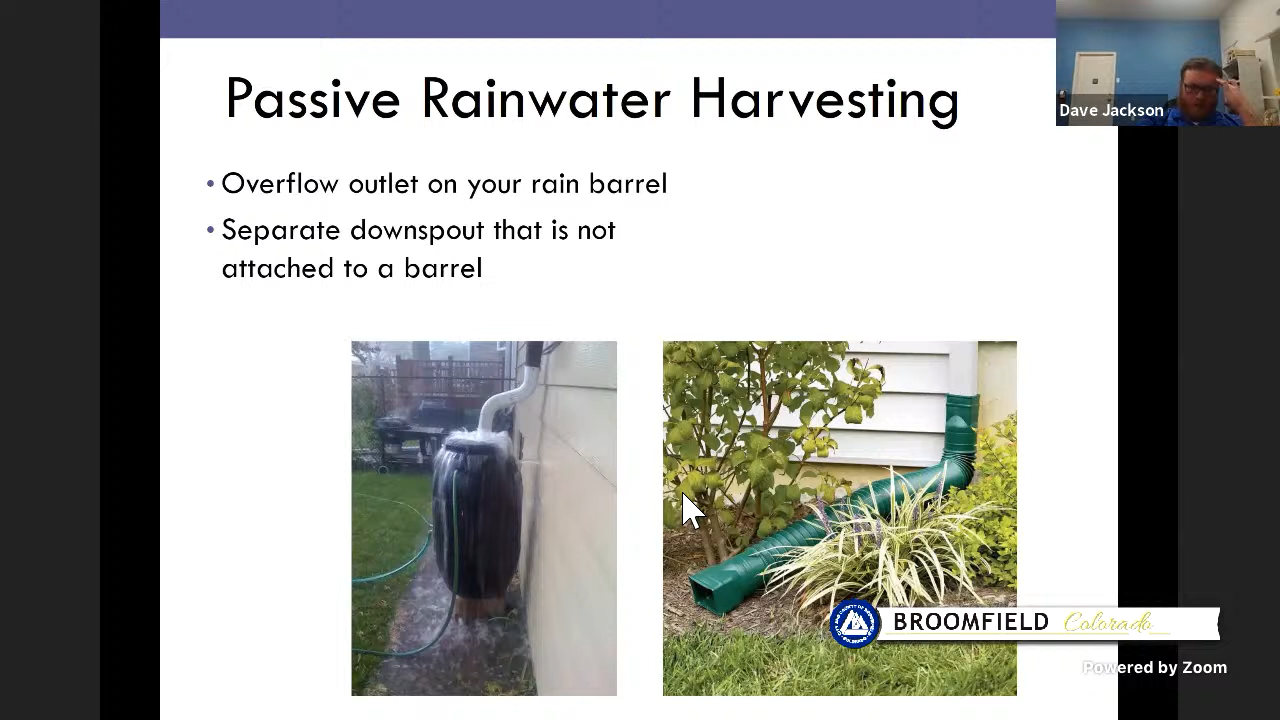 Passive Rainwater Harvesting
Dave Jackson
• Overflow outlet on your rain barrel
• Separate downspout that is not
attached to a barrel
BROOMFIELD Colorado
Powered by Zoom